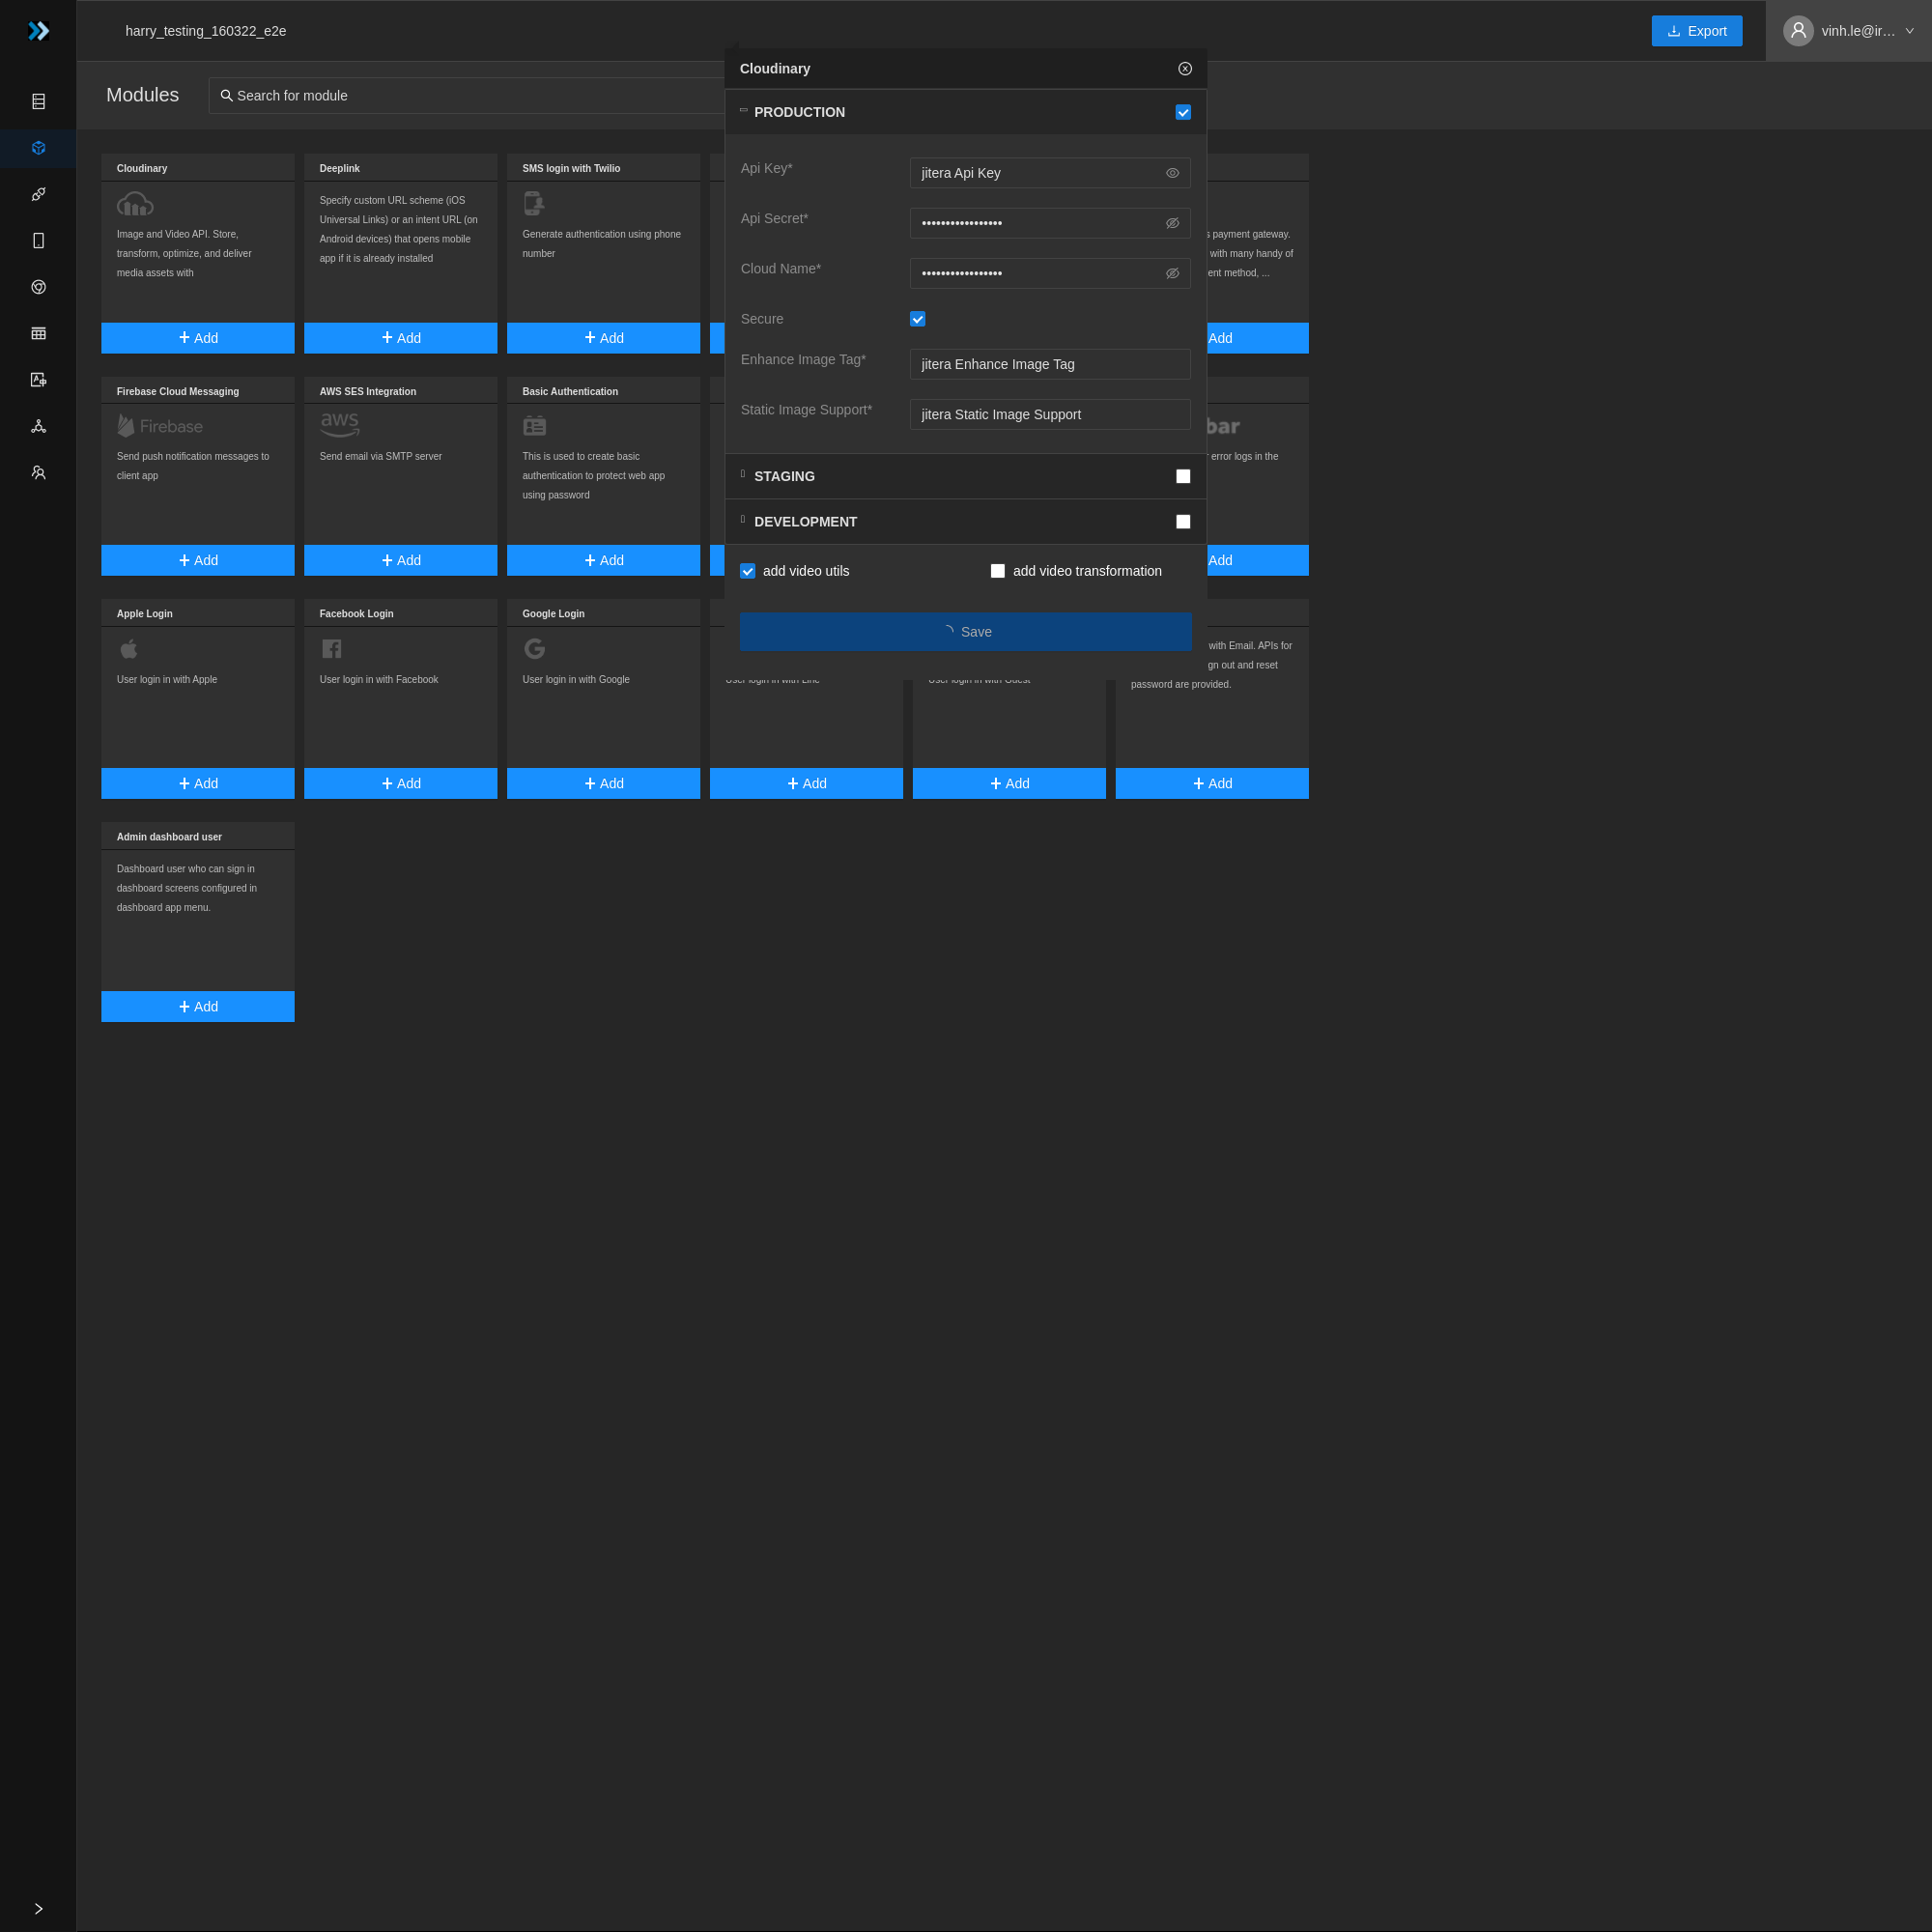 harry_testing_160322_e2e
Export
vinh.le@ir…
Modules
Search for module
Cloudinary
PRODUCTION
Api Key*
jitera Api Key
Api Secret*
•••••••••••••••••
Cloud Name*
•••••••••••••••••
Secure
Enhance Image Tag*
jitera Enhance Image Tag
Static Image Support*
jitera Static Image Support
STAGING
DEVELOPMENT
add video utils
add video transformation
Save
Cloudinary
Image and Video API. Store,
transform, optimize, and deliver
media assets with
Add
Deeplink
Specify custom URL scheme (iOS
Universal Links) or an intent URL (on
Android devices) that opens mobile
app if it is already installed
Add
SMS login with Twilio
Generate authentication using phone
number
Add
payment gateway.
with many handy of
ent method, ...
Add
Firebase Cloud Messaging
Firebase
Send push notification messages to
client app
Add
AWS SES Integration
aws
Send email via SMTP server
Add
Basic Authentication
This is used to create basic
authentication to protect web app
using password
Add
bar
error logs in the
Add
Apple Login
User login in with Apple
Add
Facebook Login
User login in with Facebook
Add
Google Login
User login in with Google
Add
User login in with Line
Add
User login in with Guest
Add
with Email. APIs for
gn out and reset
password are provided.
Add
Admin dashboard user
Dashboard user who can sign in
dashboard screens configured in
dashboard app menu.
Add